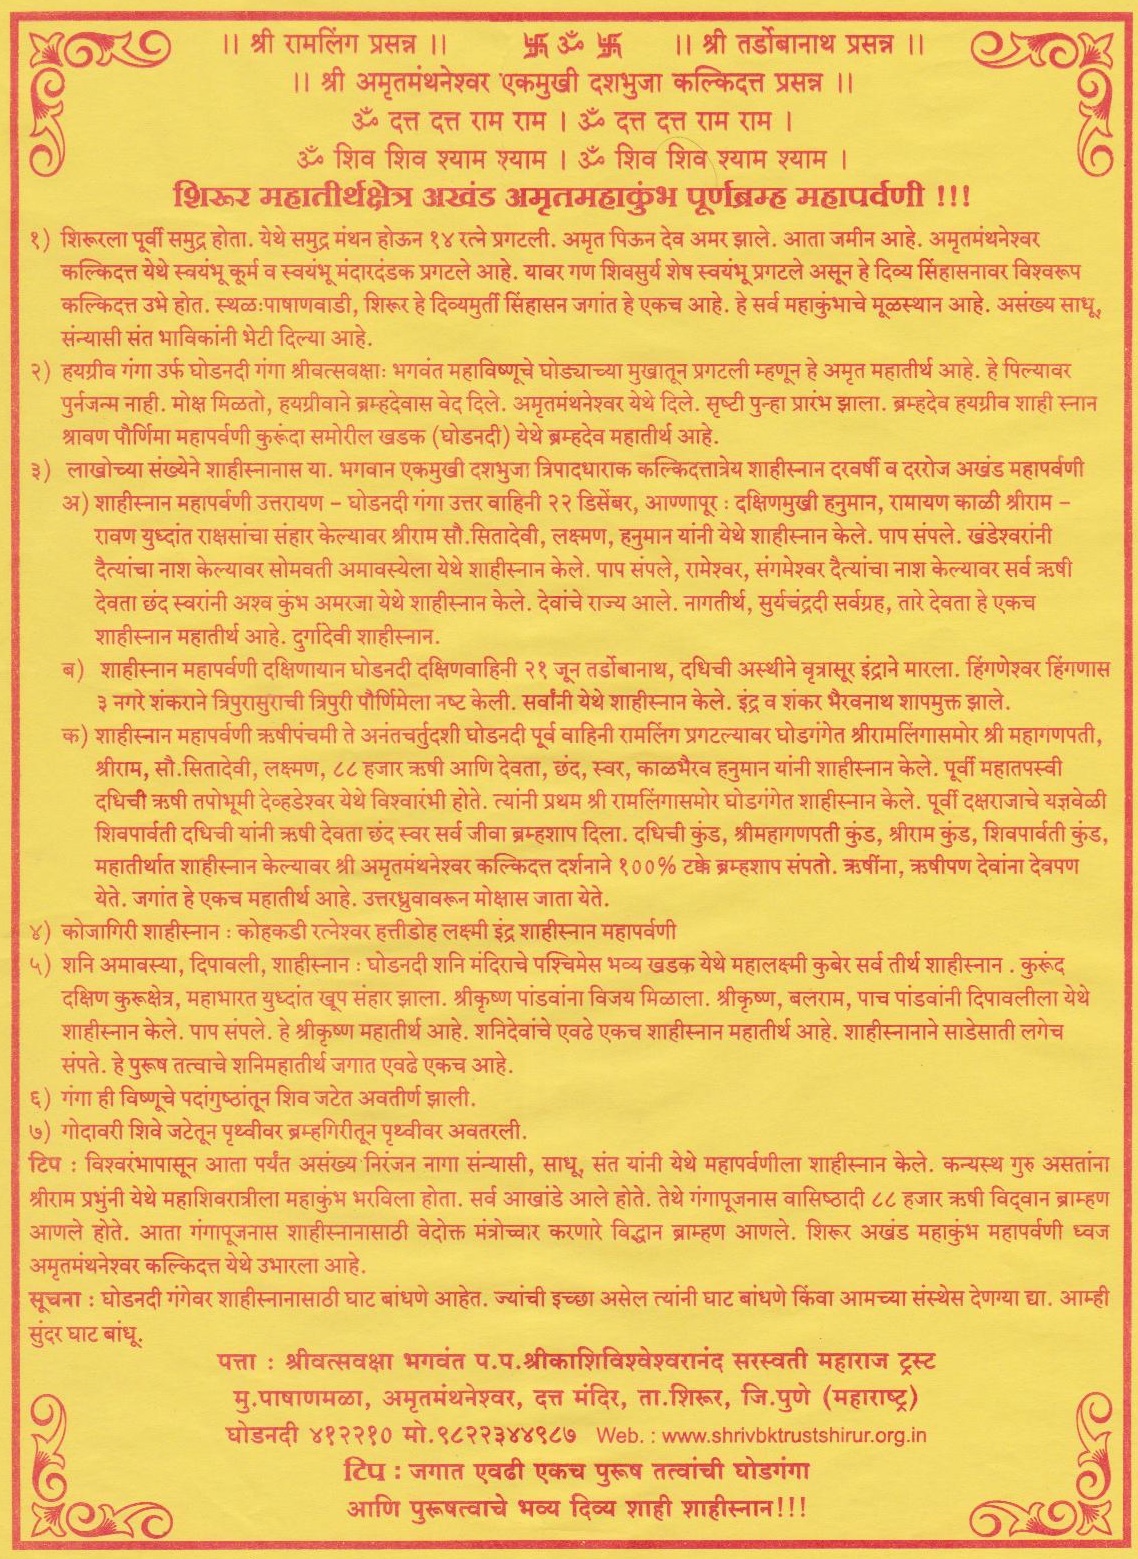 ।। श्री रामलिंग प्रसन्न ।। 卐 ॐ 卐 ।। श्री तर्डोबानाथ प्रसन्न ।।
।। श्री अमृतमंथनेश्वर एकमुखी दशभुजा कल्किदत्त प्रसन्न ।।
ॐ दत्त दत्त राम राम । ॐ दत्त दत्त राम राम ।
ॐ शिव शिव श्याम श्याम । ॐ शिव शिव श्याम श्याम ।
शिरूर महातीर्थक्षेत्र अखंड अमृतमहाकुंभ पूर्णब्रम्ह महापर्वणी !!!
१) शिरूरला पूर्वी समुद्र होता. येथे समुद्र मंथन होऊन १४ रत्ने प्रगटली. अमृत पिऊन देव अमर झाले. आता जमीन आहे. अमृतमंथनेश्वर
कल्किदत्त येथे स्वयंभू कूर्म व स्वयंभू मंदारदंडक प्रगटले आहे. यावर गण शिवसुर्य शेष स्वयंभू प्रगटले असून हे दिव्य सिंहासनावर विश्वरूप
कल्किदत्त उभे होत. स्थळःपाषाणवाडी, शिरूर हे दिव्यमुर्ती सिंहासन जगांत हे एकच आहे. हे सर्व महाकुंभाचे मूळस्थान आहे. असंख्य साधू,
संन्यासी संत भाविकांनी भेटी दिल्या आहे.
२) हयग्रीव गंगा उर्फ घोडनदी गंगा श्रीवत्सवक्षाः भगवंत महाविष्णूचे घोड्याच्या मुखातून प्रगटली म्हणून हे अमृत महातीर्थ आहे. हे पिल्यावर
पुर्नजन्म नाही. मोक्ष मिळतो, हयग्रीवाने ब्रम्हदेवास वेद दिले. अमृतमंथनेश्वर येथे दिले. सृष्टी पुन्हा प्रारंभ झाला. ब्रम्हदेव हयग्रीव शाही स्नान
श्रावण पौर्णिमा महापर्वणी कुरूंदा समोरील खडक (घोडनदी) येथे ब्रम्हदेव महातीर्थ आहे.
३) लाखोच्या संख्येने शाहीस्नानास या. भगवान एकमुखी दशभुजा त्रिपादधाराक कल्किदत्तात्रेय शाहीस्नान दरवर्षी व दररोज अखंड महापर्वणी
अ) शाहीस्नान महापर्वणी उत्तरायण – घोडनदी गंगा उत्तर वाहिनी २२ डिसेंबर, आण्णापूर : दक्षिणमुखी हनुमान, रामायण काळी श्रीराम –
रावण युध्दांत राक्षसांचा संहार केल्यावर श्रीराम सौ.सितादेवी, लक्ष्मण, हनुमान यांनी येथे शाहीस्नान केले. पाप संपले. खंडेश्वरांनी
दैत्यांचा नाश केल्यावर सोमवती अमावस्येला येथे शाहीस्नान केले. पाप संपले, रामेश्वर, संगमेश्वर दैत्यांचा नाश केल्यावर सर्व ऋषी
देवता छंद स्वरांनी अश्व कुंभ अमरजा येथे शाहीस्नान केले. देवांचे राज्य आले. नागतीर्थ, सुर्यचंद्रदी सर्वग्रह, तारे देवता हे एकच
शाहीस्नान महातीर्थ आहे. दुर्गादेवी शाहीस्नान.
ब) शाहीस्नान महापर्वणी दक्षिणायान घोडनदी दक्षिणवाहिनी २१ जून तर्डोबानाथ, दधिची अस्थीने वृत्रासूर इंद्राने मारला. हिंगणेश्वर हिंगणास
३ नगरे शंकराने त्रिपुरासुराची त्रिपुरी पौर्णिमेला नष्ट केली. सर्वांनी येथे शाहीस्नान केले. इंद्र व शंकर भैरवनाथ शापमुक्त झाले.
क) शाहीस्नान महापर्वणी ऋषीपंचमी ते अनंतचर्तुदशी घोडनदी पूर्व वाहिनी रामलिंग प्रगटल्यावर घोडगंगेत श्रीरामलिंगासमोर श्री महागणपती,
श्रीराम, सौ.सितादेवी, लक्ष्मण, ८८ हजार ऋषी आणि देवता, छंद, स्वर, काळभैरव हनुमान यांनी शाहीस्नान केले. पूर्वी महातपस्वी
दधिची ऋषी तपोभूमी देव्हडेश्वर येथे विश्वारंभी होते. त्यांनी प्रथम श्री रामलिंगासमोर घोडगंगेत शाहीस्नान केले. पूर्वी दक्षराजाचे यज्ञवेळी
शिवपार्वती दधिची यांनी ऋषी देवता छंद स्वर सर्व जीवा ब्रम्हशाप दिला. दधिची कुंड, श्रीमहागणपती कुंड, श्रीराम कुंड, शिवपार्वती कुंड,
महातीर्थात शाहीस्नान केल्यावर श्री अमृतमंथनेश्वर कल्किदत्त दर्शनाने १००% टक्के ब्रम्हशाप संपतो. ऋषींना, ऋषीपण देवांना देवपण
येते. जगांत हे एकच महातीर्थ आहे. उत्तरध्रुवावरून मोक्षास जाता येते.
४) कोजागिरी शाहीस्नान : कोहकडी रत्नेश्वर हत्तीडोह लक्ष्मी इंद्र शाहीस्नान महापर्वणी
५) शनि अमावस्या, दिपावली, शाहीस्नान : घोडनदी शनि मंदिराचे पश्चिमेस भव्य खडक येथे महालक्ष्मी कुबेर सर्व तीर्थ शाहीस्नान . कुरूंद
दक्षिण कुरूक्षेत्र, महाभारत युध्दांत खूप संहार झाला. श्रीकृष्ण पांडवांना विजय मिळाला. श्रीकृष्ण, बलराम, पाच पांडवांनी दिपावलीला येथे
शाहीस्नान केले. पाप संपले. हे श्रीकृष्ण महातीर्थ आहे. शनिदेवांचे एवढे एकच शाहीस्नान महातीर्थ आहे. शाहीस्नानाने साडेसाती लगेच
संपते. हे पुरूष तत्वाचे शनिमहातीर्थ जगात एवढे एकच आहे.
६) गंगा ही विष्णूचे पदांगुष्ठांतून शिव जटेत अवतीर्ण झाली.
७) गोदावरी शिवे जटेतून पृथ्वीवर ब्रम्हगिरीतून पृथ्वीवर अवतरली.
टिप : विश्वरंभापासून आता पर्यंत असंख्य निरंजन नागा संन्यासी, साधू, संत यांनी येथे महापर्वणीला शाहीस्नान केले. कन्यस्थ गुरु असतांना
श्रीराम प्रभुंनी येथे महाशिवरात्रीला महाकुंभ भरविला होता. सर्व आखांडे आले होते. तेथे गंगापूजनास वासिष्ठादी ८८ हजार ऋषी विद्वान ब्राम्हण
आणले होते. आता गंगापूजनास शाहीस्नानासाठी वेदोक्त मंत्रोच्चार करणारे विद्धान ब्राम्हण आणले. शिरूर अखंड महाकुंभ महापर्वणी ध्वज
अमृतमंथनेश्वर कल्किदत्त येथे उभारला आहे.
सूचना : घोडनदी गंगेवर शाहीस्नानासाठी घाट बांधणे आहेत. ज्यांची इच्छा असेल त्यांनी घाट बांधणे किंवा आमच्या संस्थेस देणग्या द्या. आम्ही
सुंदर घाट बांधू.
पत्ता : श्रीवत्सवक्षा भगवंत प.प.श्रीकाशिविश्वेश्वरानंद सरस्वती महाराज ट्रस्ट
मु.पाषाणमळा, अमृतमंथनेश्वर, दत्त मंदिर, ता.शिरूर, जि.पुणे (महाराष्ट्र)
घोडनदी ४१२२१० मो.९८२२३४४९८७ Web. : www.shrivbktrustshirur.org.in
टिप : जगात एवढी एकच पुरूष तत्वांची घोडगंगा
आणि पुरूषत्वाचे भव्य दिव्य शाही शाहीस्नान!!!